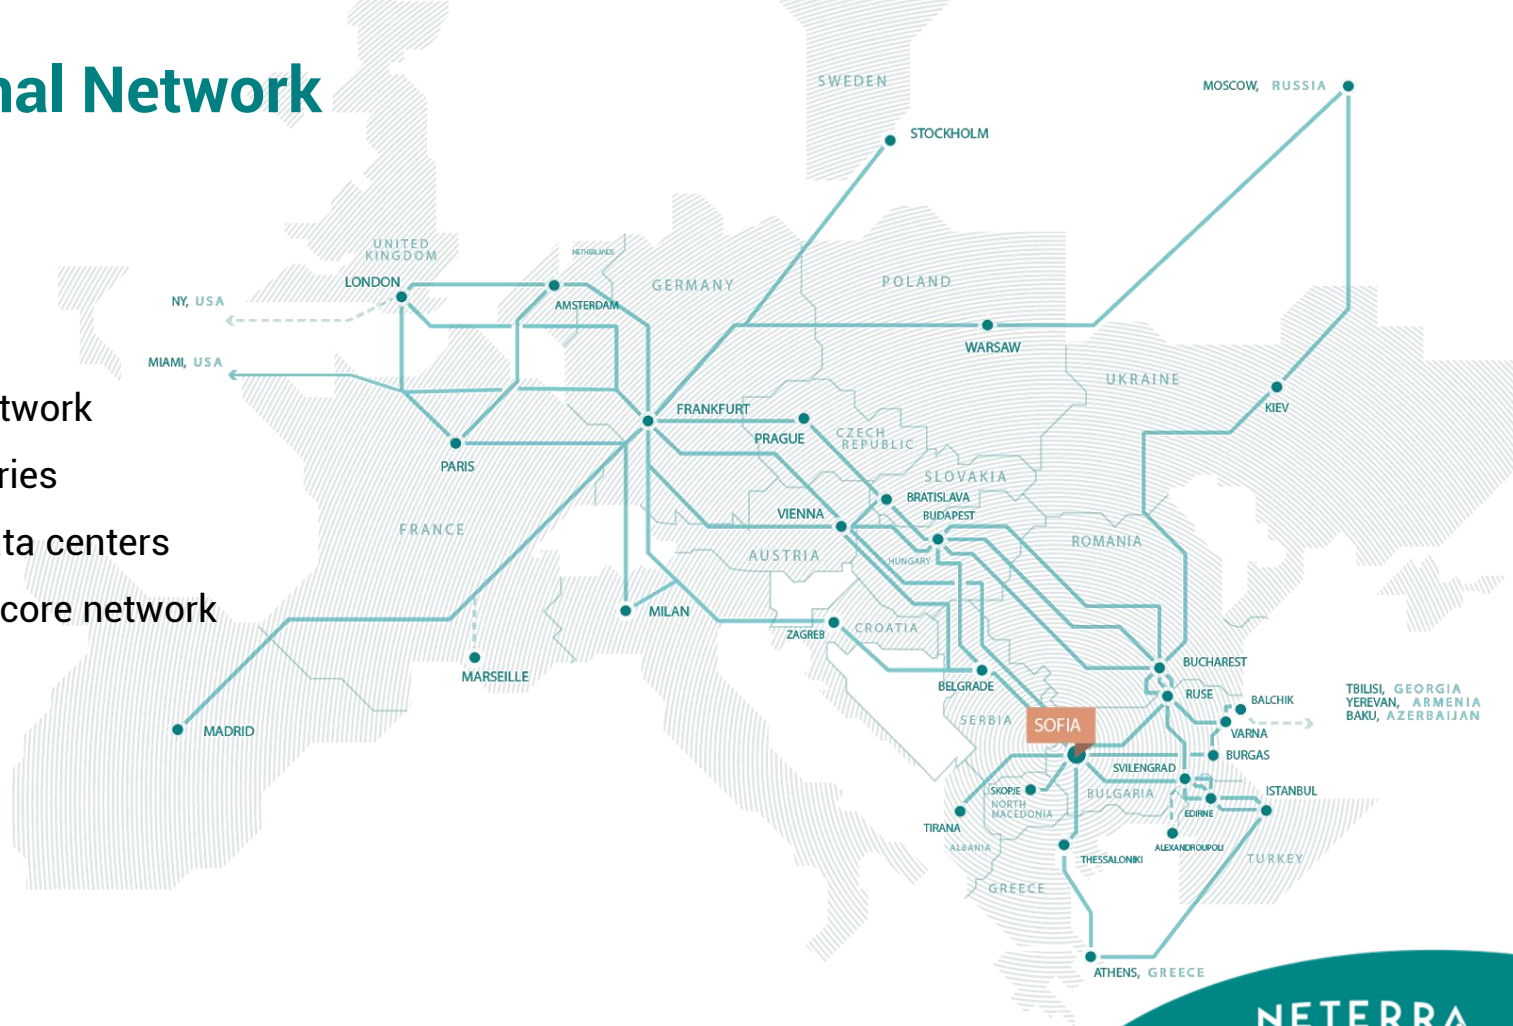 nal Network
SWEDEN
MOSCOW, RUSSIA
STOCKHOLM
UNITED
KINGDOM
NETHERLANDS
LONDON
GERMANY
POLAND
NY, USA
AMSTERDAM
WARSAW
MIAMI, USA
UKRAINE
twork
FRANKFURT
KIEV
PRAGUE
CZECH
REPUBLIC
PARIS
ries
SLOVAKIA
BRATISLAVA
VIENNA
BUDAPEST
FRANCE
ta centers
ROMANIA
AUSTRIA
HUNGARY
core network
MILAN
ZAGREB
CROATIA
MARSEILLE
BUCHAREST
BELGRADE
RUSE
BALCHIK
TBILISI, GEORGIA
YEREVAN, ARMENIA
BAKU, AZERBAIJAN
SERBIA
SOFIA
MADRID
VARNA
BURGAS
SVILENGRAD
SKOPJE
BULGARIA
ISTANBUL
NORTH
MACEDONIA
EDIRNE
TIRANA
ALBANIA
ALEXANDROUPOLI
THESSALONIKI
TURKEY
GREECE
ATHENS, GREECE
NETERRA